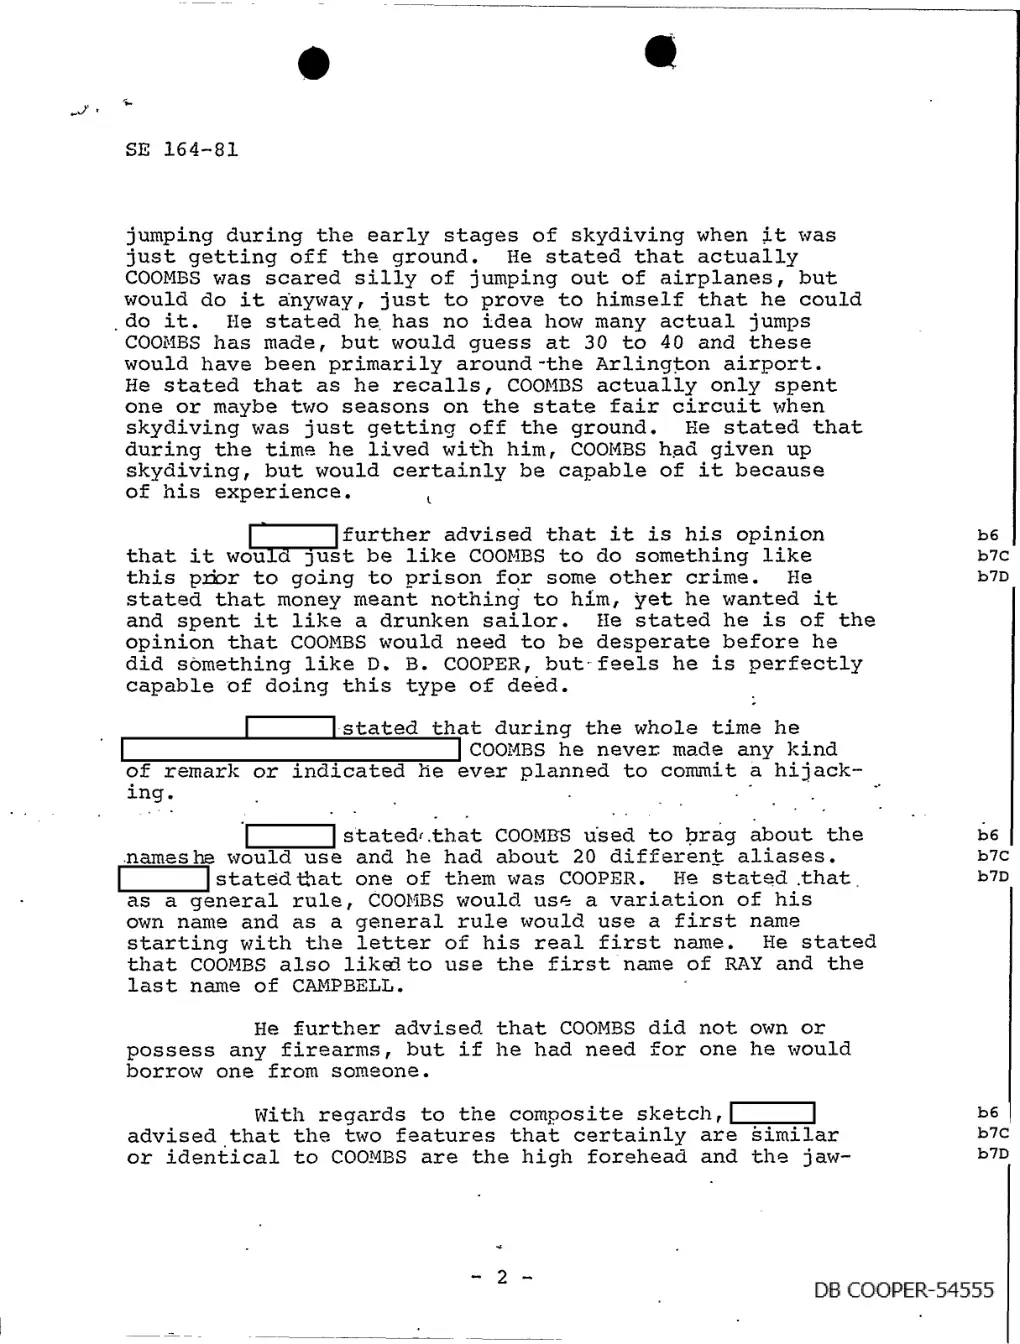 SE 164-81
jumping during the early stages of skydiving when it was
just getting off the ground. He stated that actually
COOMBS was scared silly of jumping out of airplanes, but
would do it anyway, just to prove to himself that he could
do it. He stated he has no idea how many actual jumps
COOMBS has made, but would guess at 30 to 40 and these
would have been primarily around the Arlington airport.
He stated that as he recalls, COOMBS actually only spent
one or maybe two seasons on the state fair circuit when
skydiving was just getting off the ground. He stated that
during the time he lived with him, COOMBS had given up
skydiving, but would certainly be capable of it because
of his experience.
further advised that it is his opinion b6
that it would just be like COOMBS to do something like b7C
this prior to going to prison for some other crime. He b7D
stated that money meant nothing to him, yet he wanted it
and spent it like a drunken sailor. He stated he is of the
opinion that COOMBS would need to be desperate before he
did something like D. B. COOPER, but feels he is perfectly
capable of doing this type of deed.
stated that during the whole time he
COOMBS he never made any kind
of remark or indicated he ever planned to commit a hijack-
ing.
stated that COOMBS used to brag about the b6
names he would use and he had about 20 different aliases. b7C
stated that one of them was COOPER. He stated that b7D
as a general rule, COOMBS would use a variation of his
own name and as a general rule would use a first name
starting with the letter of his real first name. He stated
that COOMBS also liked to use the first name of RAY and the
last name of CAMPBELL.
He further advised that COOMBS did not own or
possess any firearms, but if he had need for one he would
borrow one from someone.
With regards to the composite sketch, b6
advised that the two features that certainly are similar b7C
or identical to COOMBS are the high forehead and the jaw- b7D
- 2 -
DB COOPER-54555